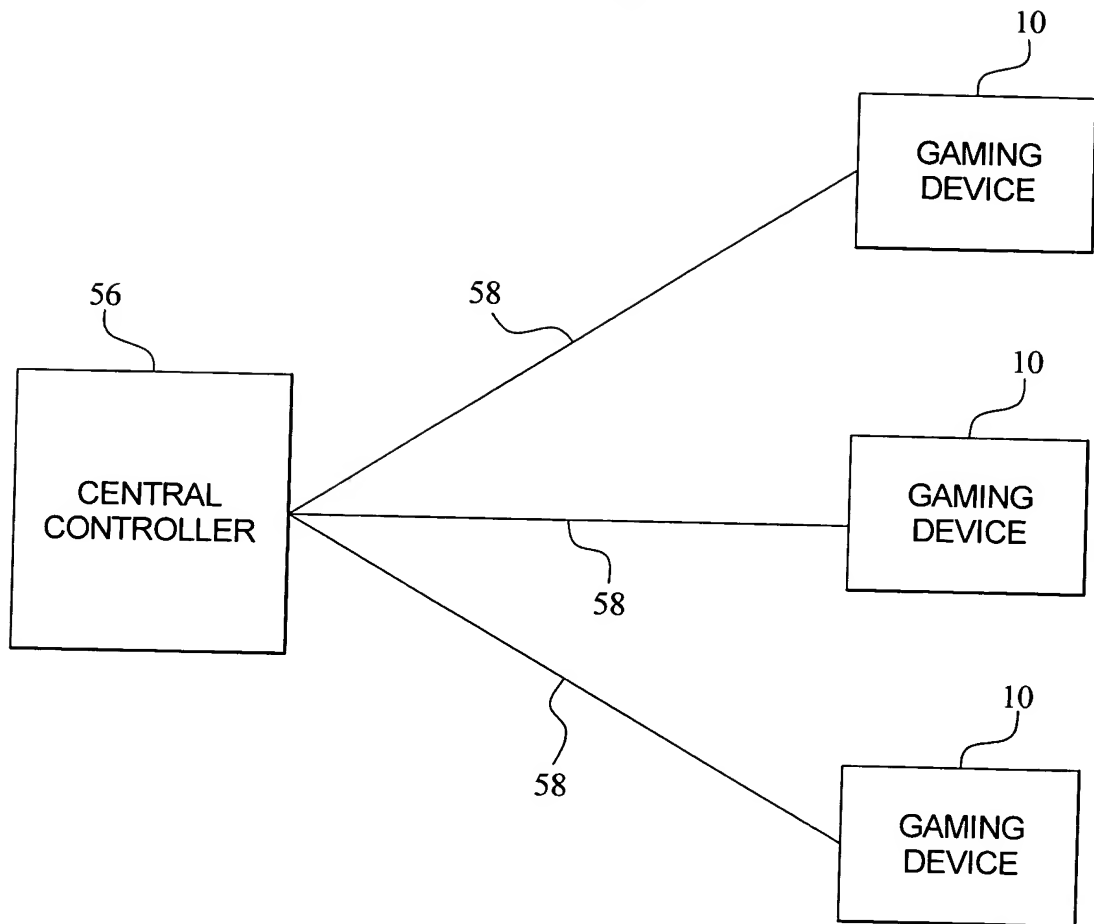 10
GAMING
DEVICE
58
56
10
CENTRAL
CONTROLLER
GAMING
DEVICE
58
10
58
GAMING
DEVICE